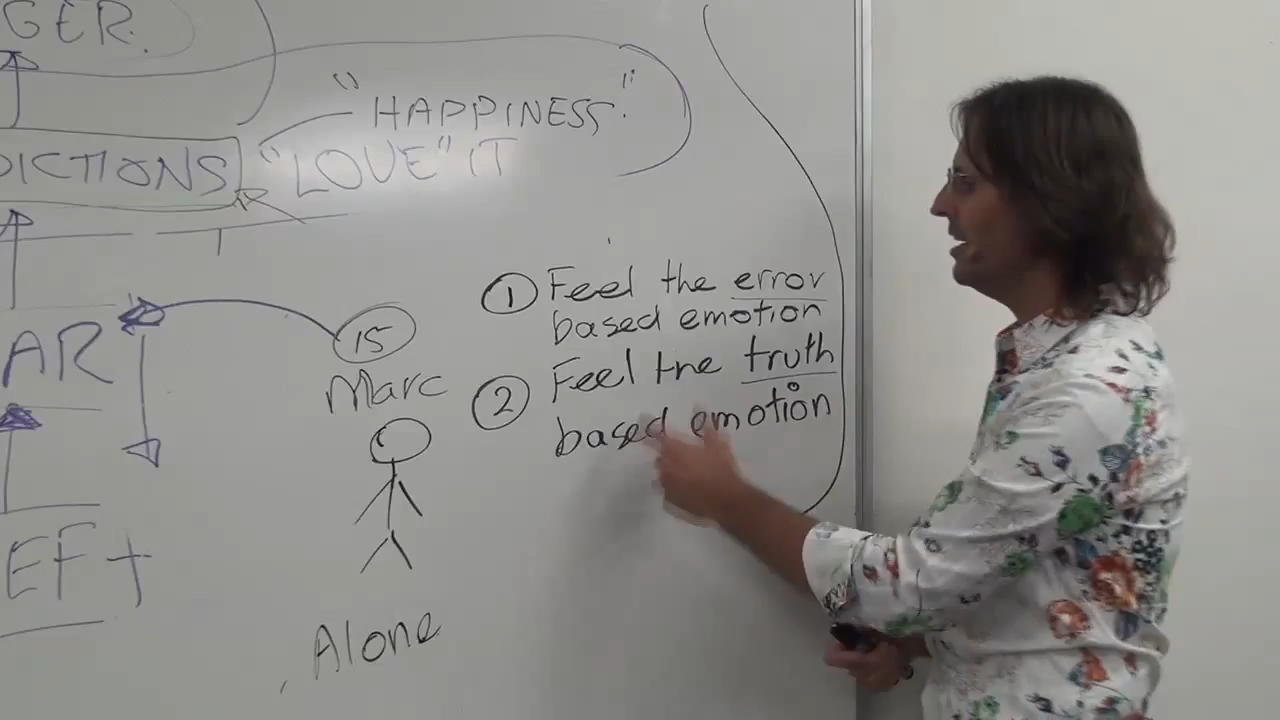 GER.
"HAPPINESS."
DICTIONS
"LOVE" IT
① Feel the error
based emotion
15
AR
② Feel the truth
based emotion
Marc
EF +
Alone